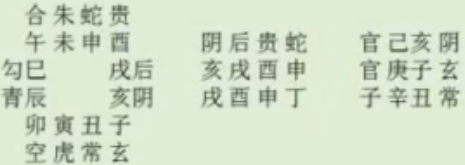 合朱蛇贵
午未申酉 阴后贵蛇 官己亥阴
勾巳 戌后 亥戌酉申 官庚子玄
青辰 亥阴 戌酉申丁 子辛丑常
卯寅丑子
空虎常玄